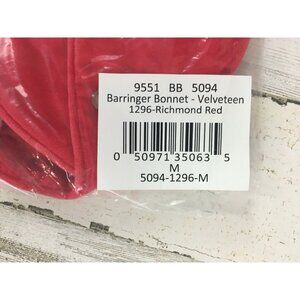 9551 BB 5094
Barringer Bonnet - Velveteen
1296-Richmond Red
0 50971 35063 5
M
5094-1296-M